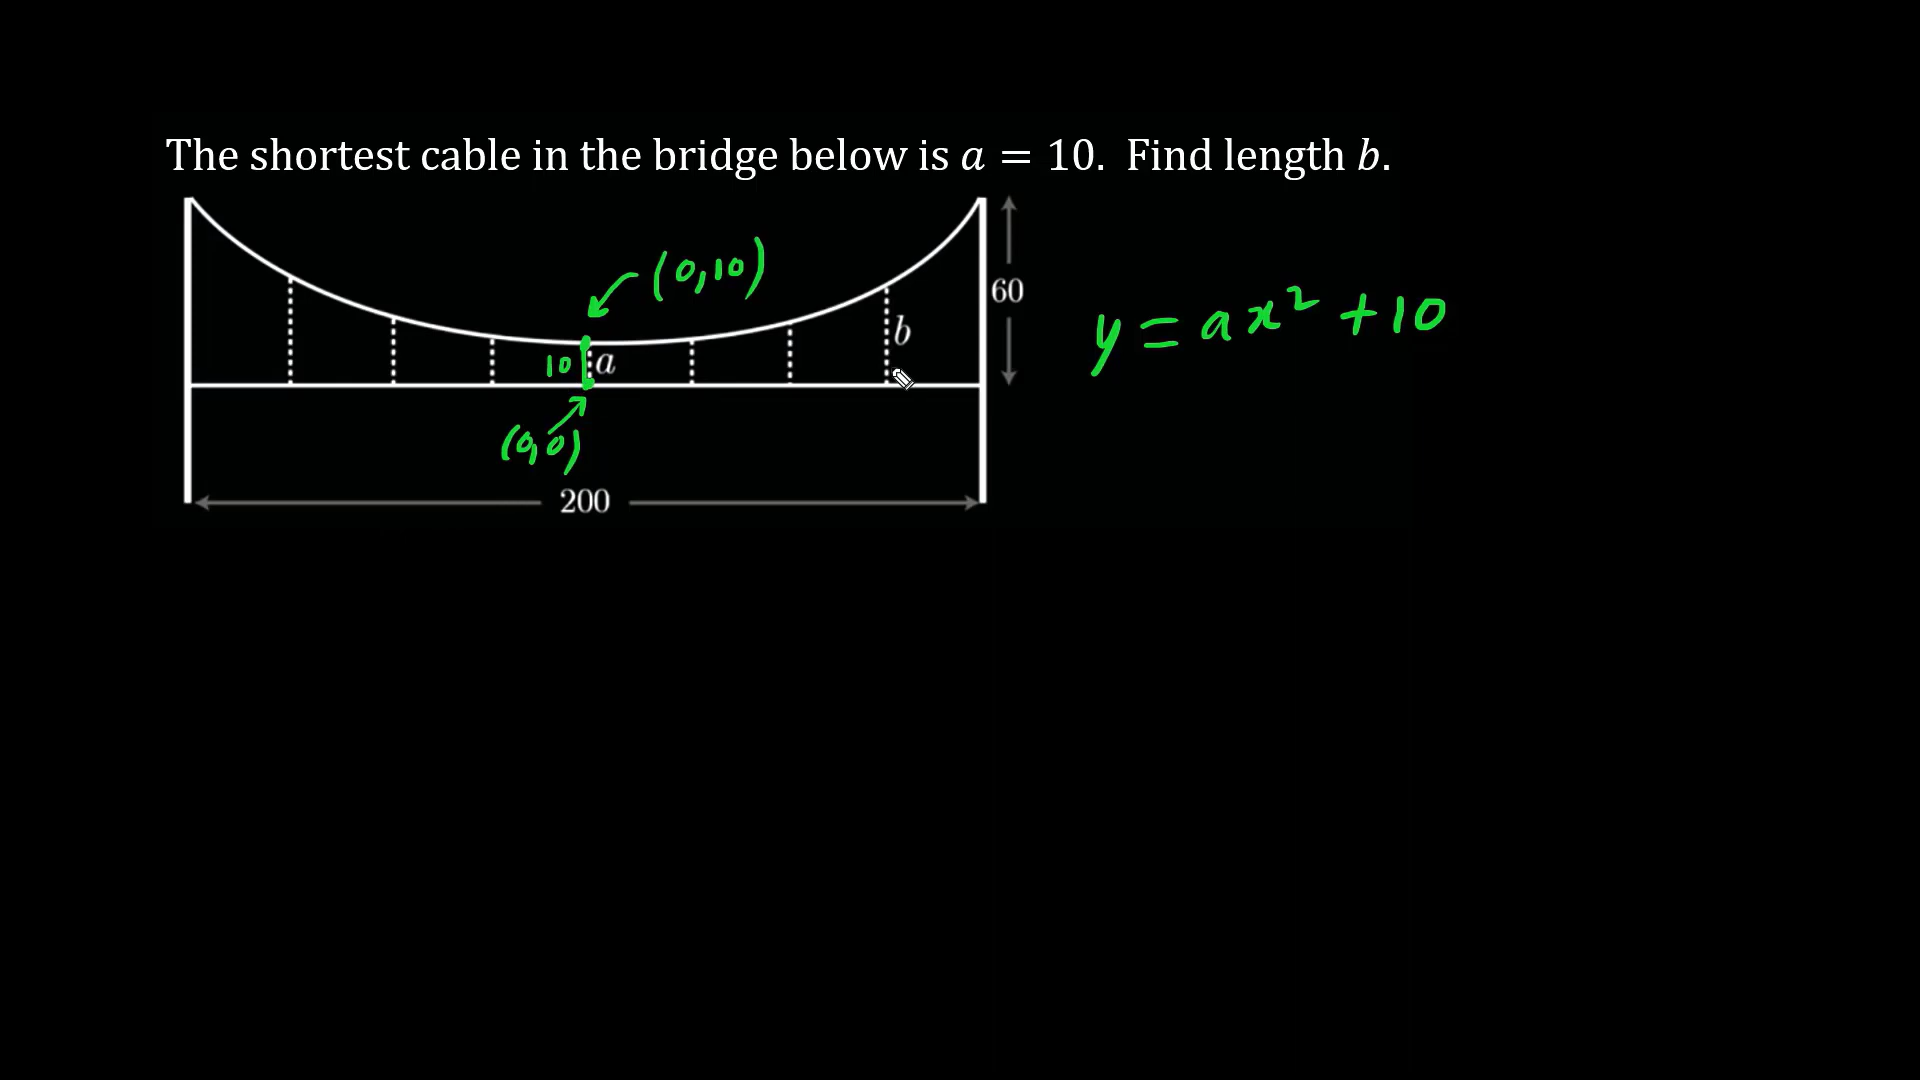 The shortest cable in the bridge below is a = 10. Find length b.
(0,10)
60
y = ax² + 10
b
10
a
(0,0)
200